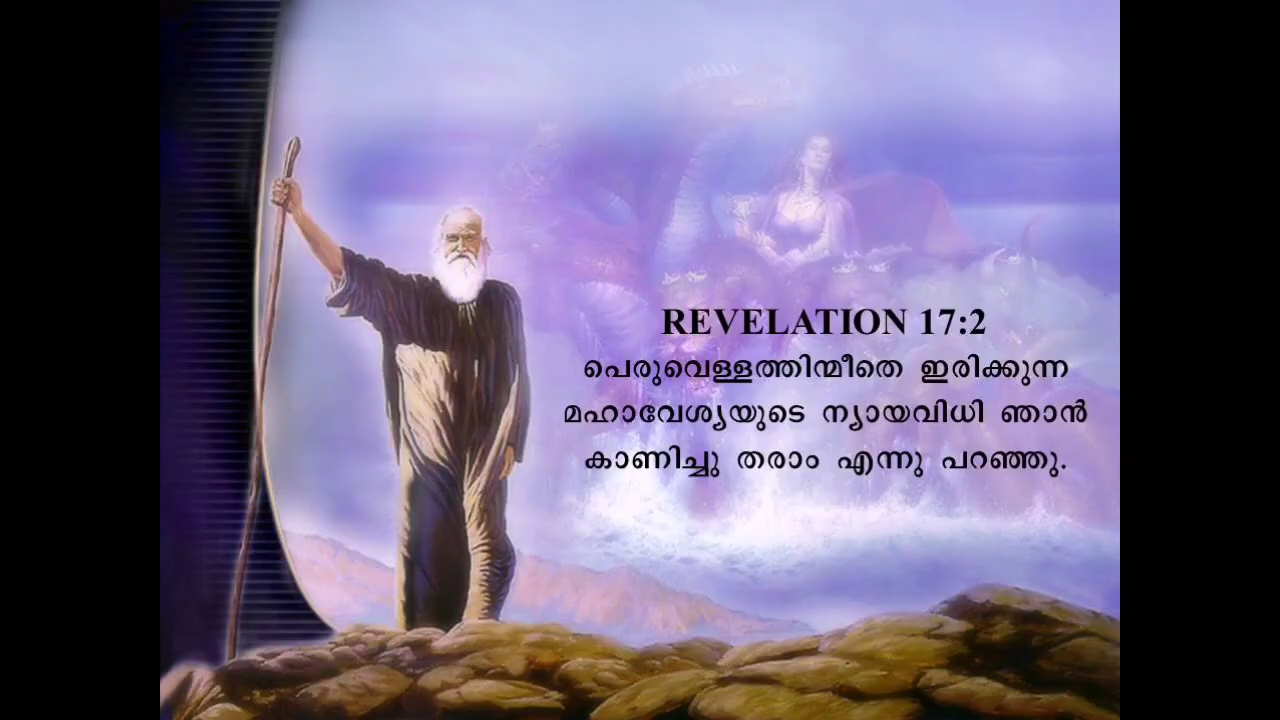 REVELATION 17:2
പെരുവെള്ളത്തിന്മീതെ ഇരിക്കുന്ന
മഹാവേശ്യയുടെ ന്യായവിധി ഞാൻ
കാണിച്ചു തരാം എന്നു പറഞ്ഞു.